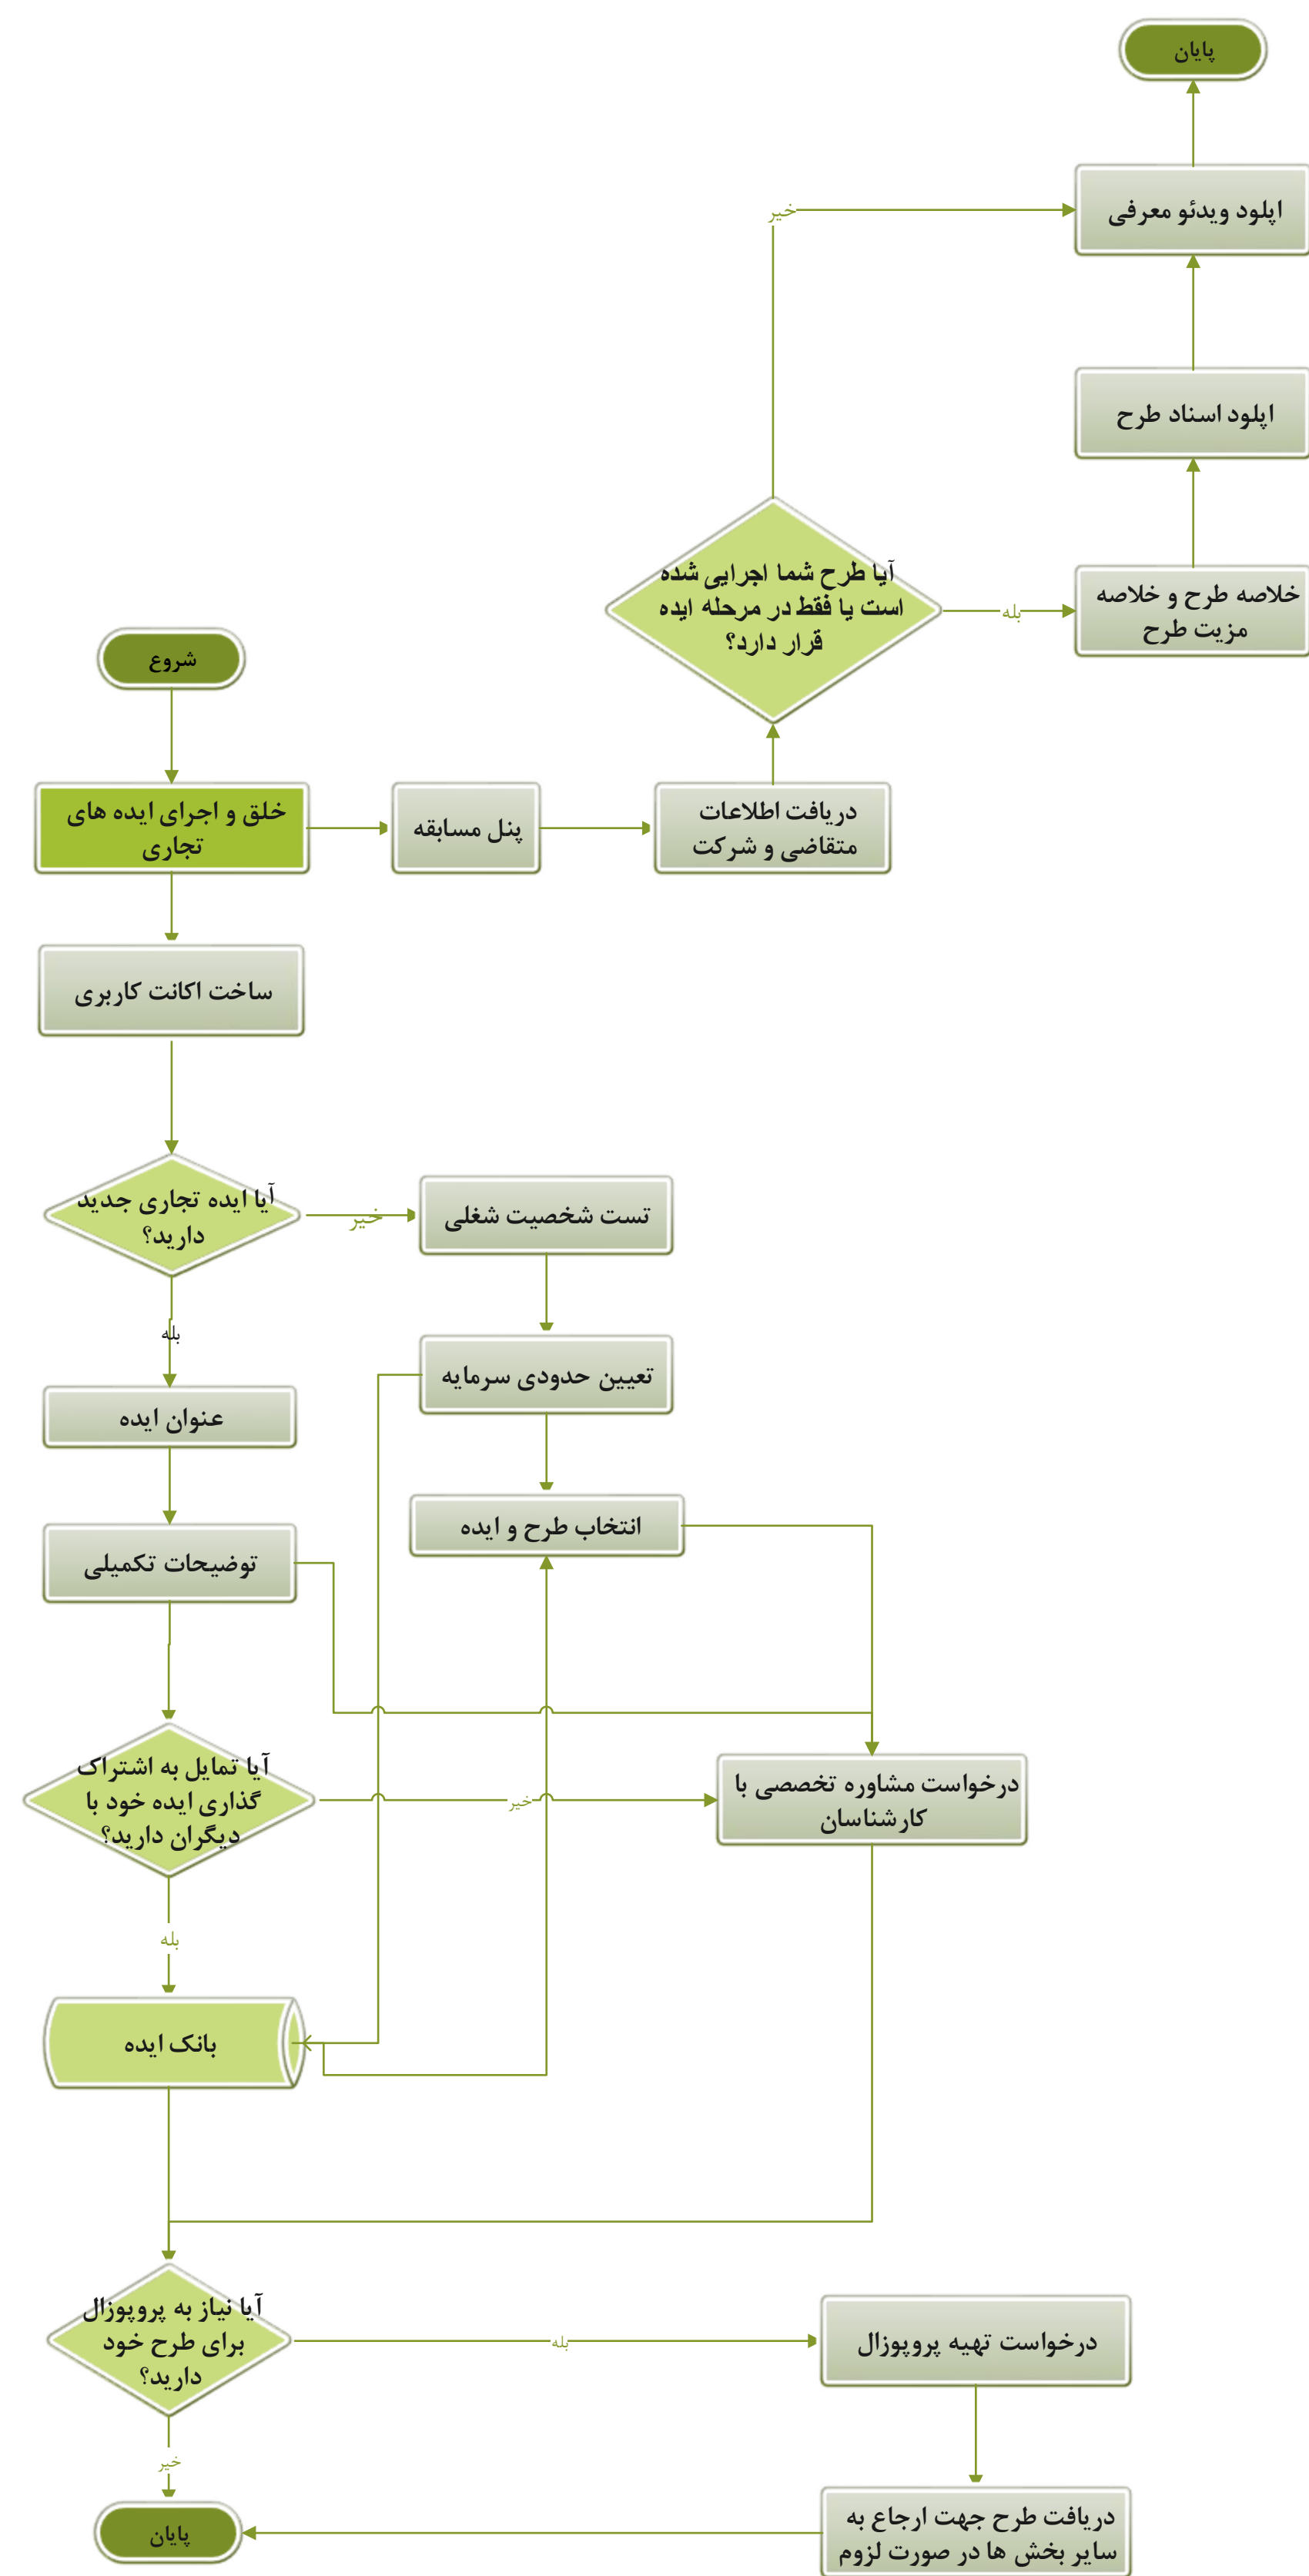 پایان
خیر
اپلود ویدئو معرفی
اپلود اسناد طرح
آیا طرح شما اجرایی شده
است یا فقط در مرحله ایده
قرار دارد؟
بله
خلاصه طرح و خلاصه
مزیت طرح
شروع
خلق و اجرای ایده های
تجاری
پنل مسابقه
دریافت اطلاعات
متقاضی و شرکت
ساخت اکانت کاربری
آیا ایده تجاری جدید
دارید؟
خیر
تست شخصیت شغلی
بله
تعیین حدودی سرمایه
عنوان ایده
انتخاب طرح و ایده
توضیحات تکمیلی
آیا تمایل به اشتراک
گذاری ایده خود با
دیگران دارید؟
خیر
درخواست مشاوره تخصصی با
کارشناسان
بله
بانک ایده
آیا نیاز به پروپوزال
برای طرح خود
دارید؟
بله
درخواست تهیه پروپوزال
خیر
دریافت طرح جهت ارجاع به
سایر بخش ها در صورت لزوم
پایان